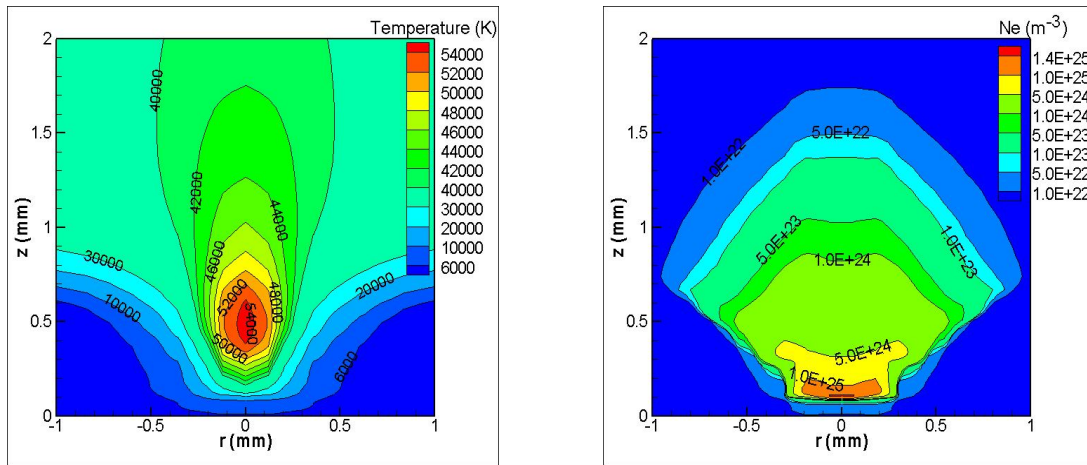 Temperature (K)
54000
52000
50000
48000
46000
44000
42000
40000
30000
20000
10000
6000
2
1.5
1
0.5
0
z (mm)
-1
-0.5
0
0.5
1
r (mm)
40000
42000
44000
46000
48000
52000
54000
50000
30000
10000
20000
6000
Ne (m-3)
1.4E+25
1.0E+25
5.0E+24
1.0E+24
5.0E+23
1.0E+23
5.0E+22
1.0E+22
2
1.5
1
0.5
0
z (mm)
-1
-0.5
0
0.5
1
r (mm)
5.0E+22
1.0E+22
5.0E+23
1.0E+23
1.0E+24
5.0E+24
1.0E+25